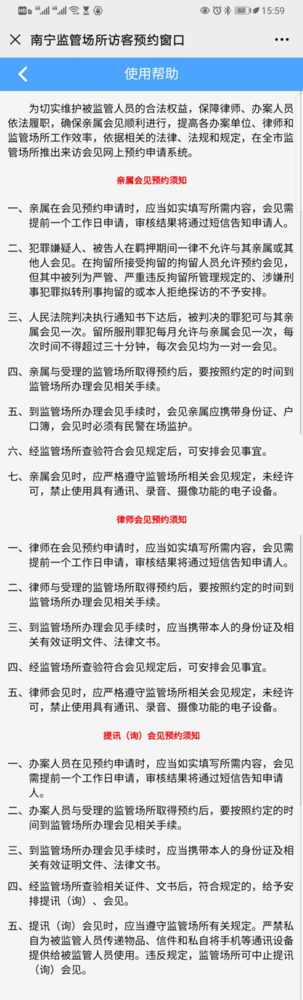 HD 4G 4G 68 15:59
南宁监管场所访客预约窗口
使用帮助
为切实维护被监管人员的合法权益，保障律师、办案人员
依法履职，确保亲属会见顺利进行，提高各办案单位、律师和
监管场所工作效率，依据相关的法律、法规和规定，在全市监
管场所推出来访会见网上预约申请系统。
亲属会见预约须知
一、亲属在会见预约申请时，应当如实填写所需内容，会见需
提前一个工作日申请，审核结果将通过短信告知申请人。
二、犯罪嫌疑人、被告人在羁押期间一律不允许与其亲属或其
他人会见。在拘留所接受拘留的拘留人员允许预约会见，
但其中被列为严管、严重违反拘留所管理规定的、涉嫌刑
事犯罪拟转刑事拘留的或本人拒绝探访的不予安排。
三、人民法院判决执行通知书下达后，被判决的罪犯可与其亲
属会见一次。留所服刑罪犯每月允许与亲属会见一次，每
次时间不得超过三十分钟，每次会见均为一对一会见。
四、亲属与受理的监管场所取得预约后，要按照约定的时间到
监管场所办理会见相关手续。
五、到监管场所办理会见手续时，会见亲属应携带身份证、户
口簿，会见时必须有民警在场监护。
六、经监管场所查验符合会见规定后，可安排会见事宜。
七、亲属会见时，应严格遵守监管场所相关会见规定，未经许
可，禁止使用具有通讯、录音、摄像功能的电子设备。
律师会见预约须知
一、律师在会见预约申请时，应当如实填写所需内容，会见需
提前一个工作日申请，审核结果将通过短信告知申请人。
二、律师与受理的监管场所取得预约后，要按照约定的时间到
监管场所办理会见相关手续。
三、到监管场所办理会见手续时，应当携带本人的身份证及相
关有效证明文件、法律文书。
四、经监管场所查验符合会见规定后，可安排会见事宜。
五、律师会见时，应严格遵守监管场所相关会见规定，未经许
可，禁止使用具有通讯、录音、摄像功能的电子设备。
提讯（询）会见预约须知
一、办案人员在见预约申请时，应当如实填写所需内容，会见
需提前一个工作日申请，审核结果将通过短信告知申请
人。
二、办案人员与受理的监管场所取得预约后，要按照约定的时
间到监管场所办理会见相关手续。
三、到监管场所办理会见手续时，应当携带本人的身份证及相
关有效证明文件、法律文书。
四、经监管场所查验相关证件、文书后，符合规定的，给予安
排提讯（询）、会见。
五、提讯（询）会见时，应当遵守监管场所有关规定。严禁私
自为被监管人员传递物品、信件和私自将手机等通讯设备
提供给被监管人员使用。违反规定，监管场所可中止提讯
（询）会见。